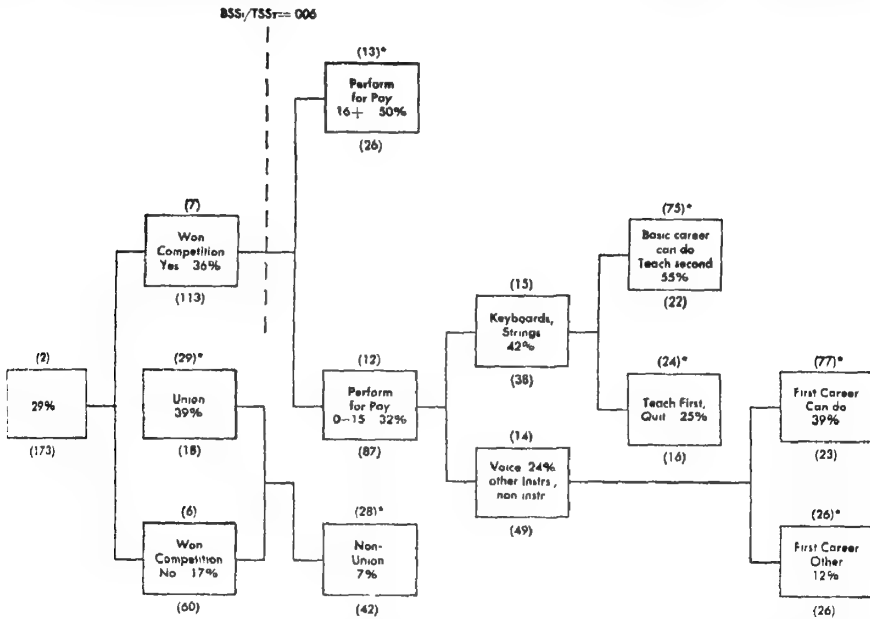 BSS₁/TSST== 006
(13)*
Perform
for Pay
16+ 50%
(26)
(7)
Won
Competition
Yes 36%
(113)
(75)*
Basic career
can do
Teach second
55%
(22)
(15)
Keyboards,
Strings
42%
(38)
(2)
29%
(173)
(29)*
Union
39%
(18)
(12)
Perform
for Pay
0–15 32%
(87)
(24)*
Teach First,
Quit 25%
(16)
(77)*
First Career
Can do
39%
(23)
(14)
Voice 24%
other Instrs,
non instr
(49)
(6)
Won
Competition
No 17%
(60)
(28)*
Non-
Union
7%
(42)
(26)*
First Career
Other
12%
(26)